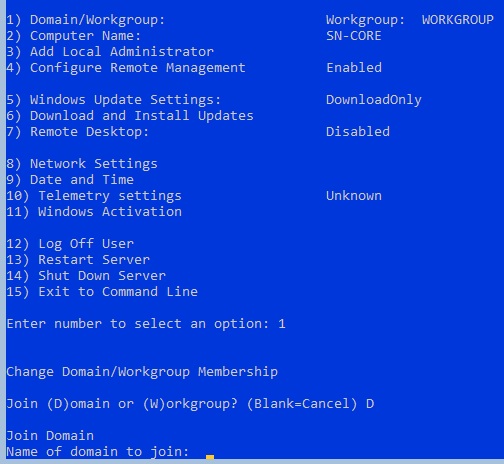 1) Domain/Workgroup: Workgroup: WORKGROUP
2) Computer Name: SN-CORE
3) Add Local Administrator
4) Configure Remote Management Enabled
5) Windows Update Settings: DownloadOnly
6) Download and Install Updates
7) Remote Desktop: Disabled
8) Network Settings
9) Date and Time
10) Telemetry settings Unknown
11) Windows Activation
12) Log Off User
13) Restart Server
14) Shut Down Server
15) Exit to Command Line
Enter number to select an option: 1
Change Domain/Workgroup Membership
Join (D)omain or (W)orkgroup? (Blank=Cancel) D
Join Domain
Name of domain to join: